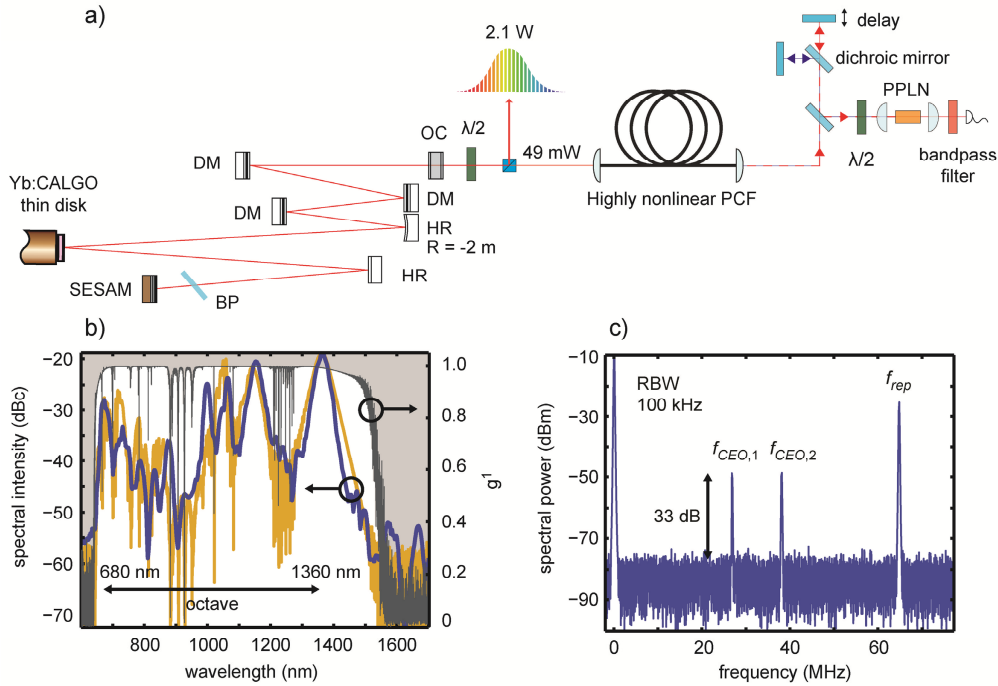 a)
2.1 W
delay
dichroic mirror
PPLN
OC
λ/2
49 mW
DM
Yb:CALGO
thin disk
DM
DM
HR
R = -2 m
HR
SESAM
BP
Highly nonlinear PCF
λ/2
bandpass
filter
b)
−20
−30
−40
−50
−60
−70
spectral intensity (dBc)
1.0
0.8
0.6
0.4
0.2
0
g¹
680 nm
1360 nm
octave
800
1000
1200
1400
1600
wavelength (nm)
c)
−10
−30
−50
−70
−90
spectral power (dBm)
RBW
100 kHz
f_rep
f_CEO,1
f_CEO,2
33 dB
0
20
40
60
frequency (MHz)